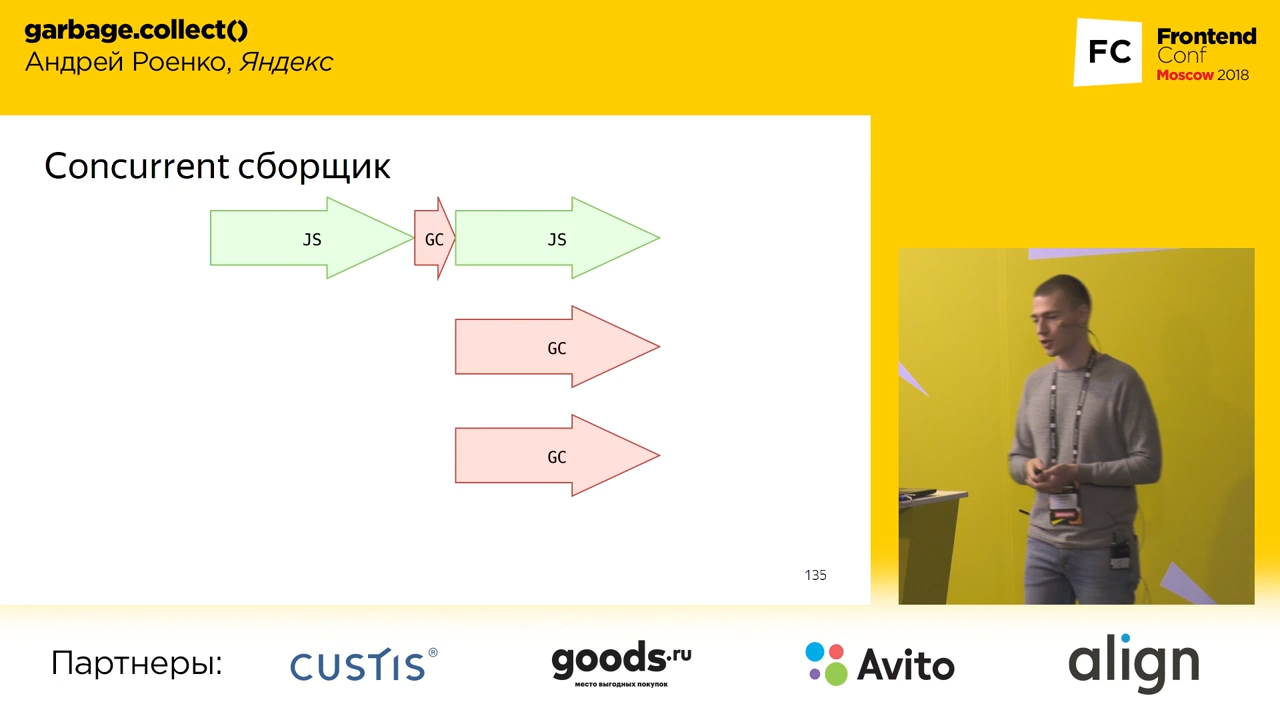 garbage.collect()
Андрей Роенко, Яндекс
FC
Frontend
Conf
Moscow 2018
Concurrent сборщик
JS
GC
JS
GC
GC
135
Партнеры:
CUSTIS®
goods.ru
место выгодных покупок
Avito
align